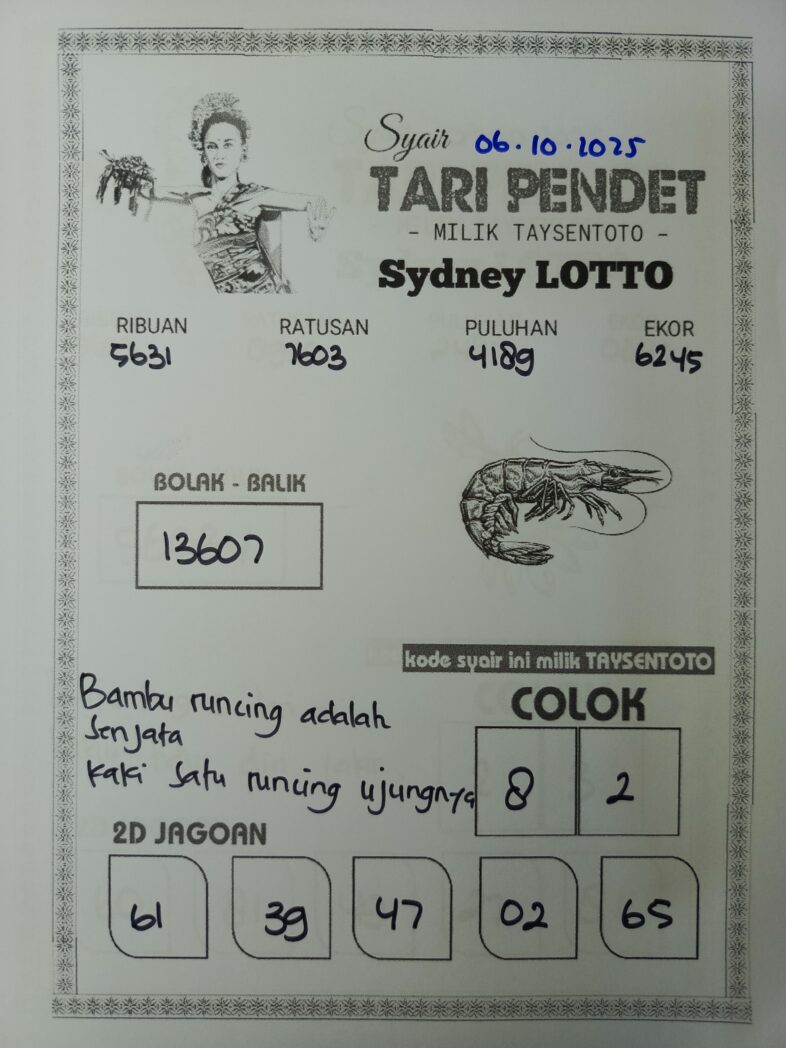 Syair 06.10.2025
TARI PENDET
- MILIK TAYSENTOTO -
Sydney LOTTO
RIBUAN RATUSAN PULUHAN EKOR
5631 7603 4189 6245
BOLAK - BALIK
13607
kode syair ini milik TAYSENTOTO
Bambu runcing adalah
senjata
kaki satu runcing ujungnya
COLOK
8 2
2D JAGOAN
61 39 47 02 65